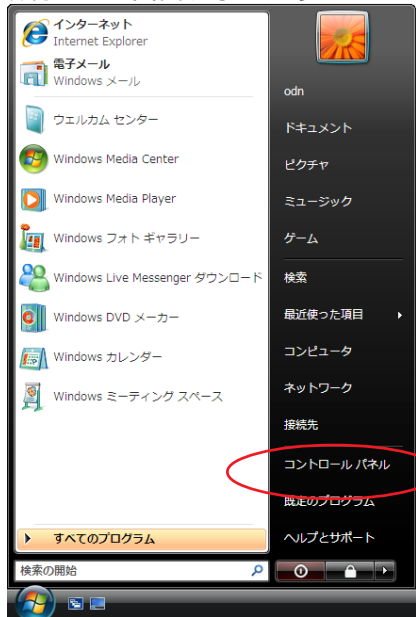 インターネット
Internet Explorer
電子メール
Windows メール
ウェルカム センター
Windows Media Center
Windows Media Player
Windows フォト ギャラリー
Windows Live Messenger ダウンロード
Windows DVD メーカー
Windows カレンダー
Windows ミーティング スペース
すべてのプログラム
検索の開始
odn
ドキュメント
ピクチャ
ミュージック
ゲーム
検索
最近使った項目
コンピュータ
ネットワーク
接続先
コントロール パネル
既定のプログラム
ヘルプとサポート